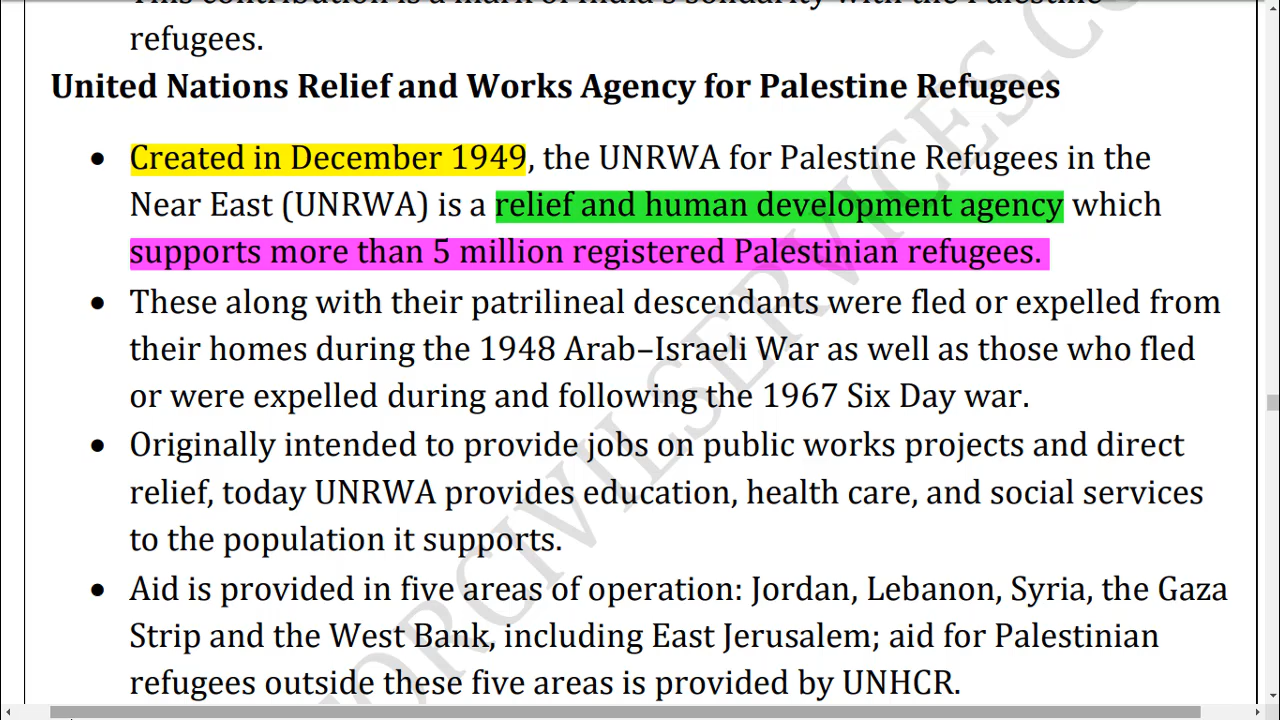 refugees.
United Nations Relief and Works Agency for Palestine Refugees
• Created in December 1949, the UNRWA for Palestine Refugees in the
Near East (UNRWA) is a relief and human development agency which
supports more than 5 million registered Palestinian refugees.
• These along with their patrilineal descendants were fled or expelled from
their homes during the 1948 Arab–Israeli War as well as those who fled
or were expelled during and following the 1967 Six Day war.
• Originally intended to provide jobs on public works projects and direct
relief, today UNRWA provides education, health care, and social services
to the population it supports.
• Aid is provided in five areas of operation: Jordan, Lebanon, Syria, the Gaza
Strip and the West Bank, including East Jerusalem; aid for Palestinian
refugees outside these five areas is provided by UNHCR.
FORCIVILSERVICES.CO